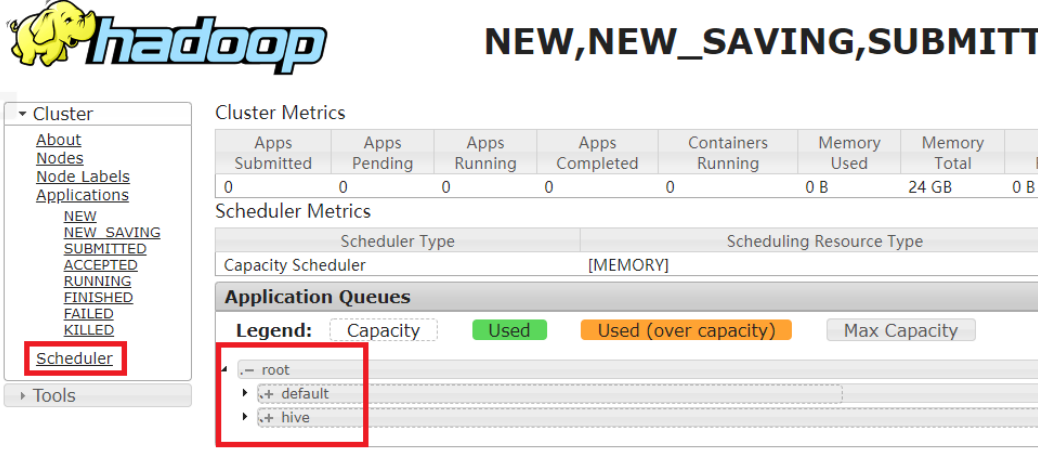 hadoop
NEW,NEW_SAVING,SUBMITT
Cluster
About
Nodes
Node Labels
Applications
NEW
NEW_SAVING
SUBMITTED
ACCEPTED
RUNNING
FINISHED
FAILED
KILLED
Scheduler
Tools
Cluster Metrics
Apps Submitted Apps Pending Apps Running Apps Completed Containers Running Memory Used Memory Total
0 0 0 0 0 0 B 24 GB 0 B
Scheduler Metrics
Scheduler Type Scheduling Resource Type
Capacity Scheduler [MEMORY]
Application Queues
Legend: Capacity Used Used (over capacity) Max Capacity
.− root
.+ default
.+ hive